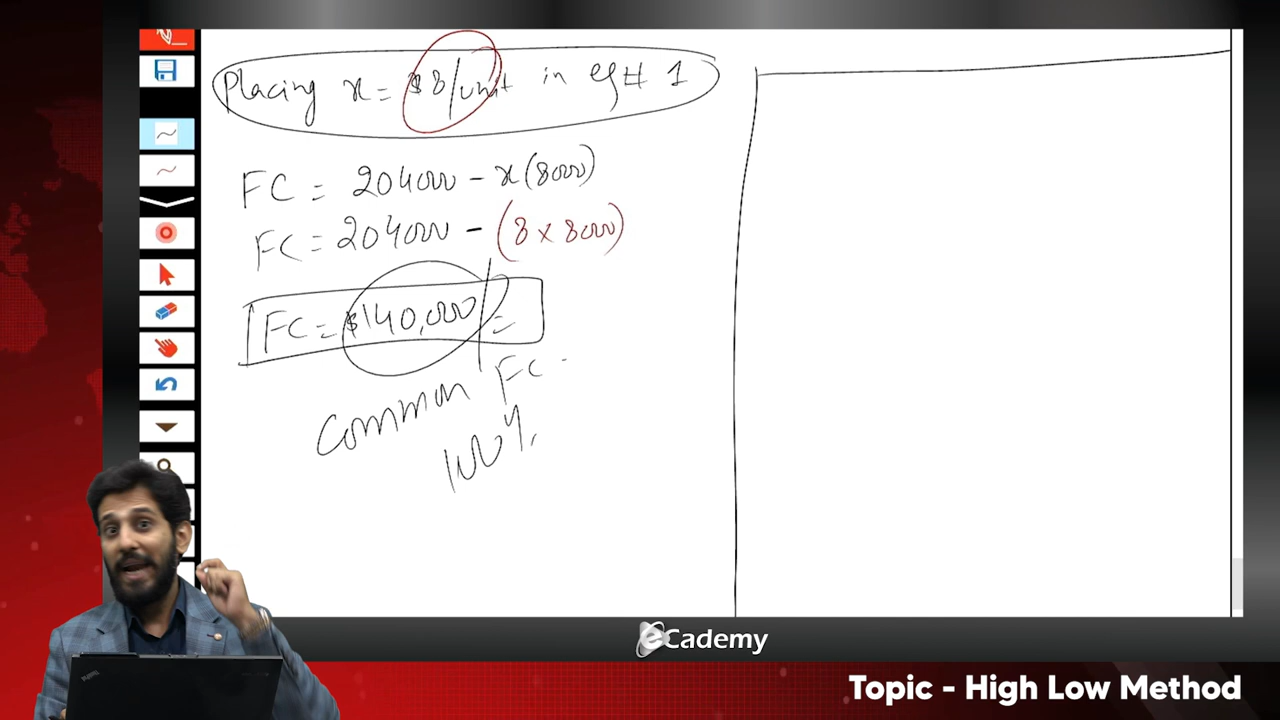 Placing x = $8/unit in eq# 1
FC = 204000 - x(8000)
FC = 204000 - (8 x 8000)
FC = $140,000 =
Common FC -
100%
eCademy
Topic - High Low Method